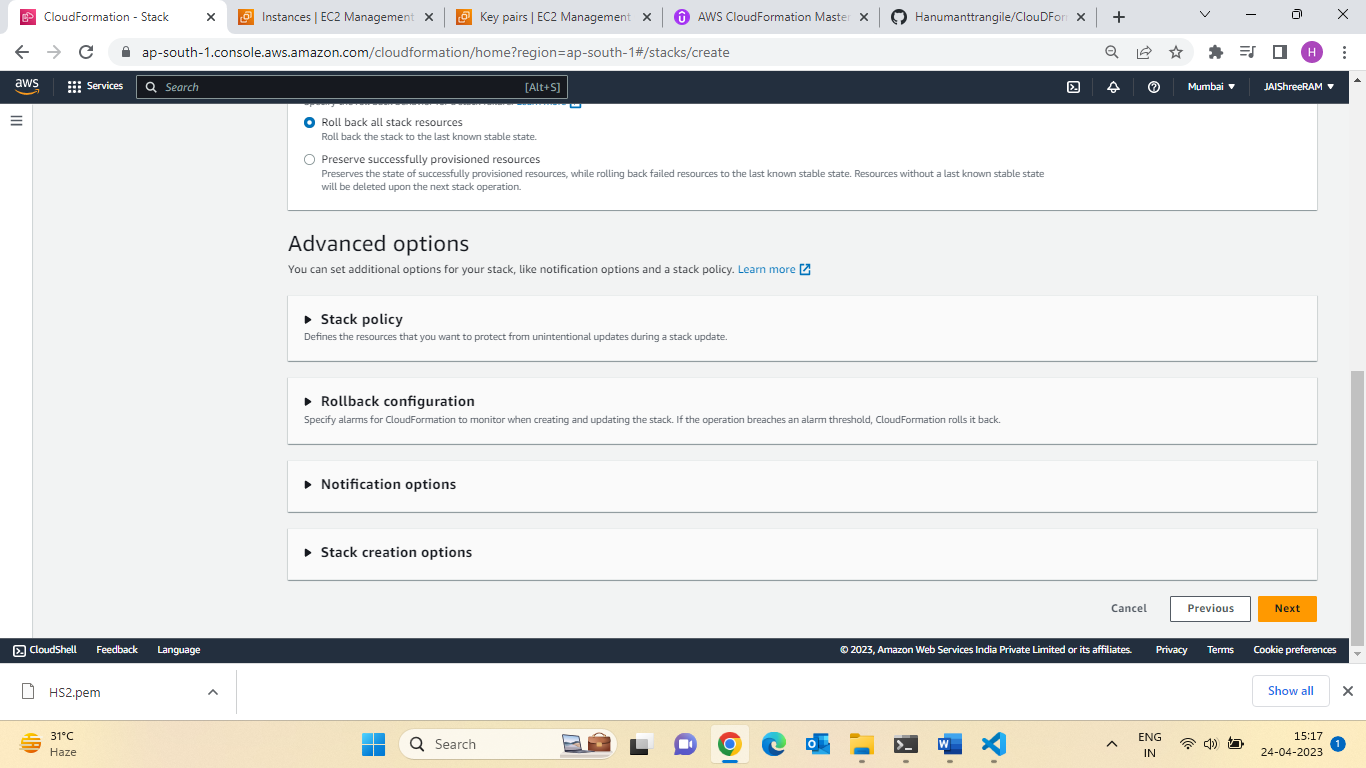 CloudFormation - Stack
Instances | EC2 Management
Key pairs | EC2 Management
AWS CloudFormation Master
Hanumanttrangile/ClouDForm
ap-south-1.console.aws.amazon.com/cloudformation/home?region=ap-south-1#/stacks/create
H
aws
Services
Search
[Alt+S]
Mumbai
JAIShreeRAM
Roll back all stack resources
Roll back the stack to the last known stable state.
Preserve successfully provisioned resources
Preserves the state of successfully provisioned resources, while rolling back failed resources to the last known stable state. Resources without a last known stable state
will be deleted upon the next stack operation.
Advanced options
You can set additional options for your stack, like notification options and a stack policy. Learn more
Stack policy
Defines the resources that you want to protect from unintentional updates during a stack update.
Rollback configuration
Specify alarms for CloudFormation to monitor when creating and updating the stack. If the operation breaches an alarm threshold, CloudFormation rolls it back.
Notification options
Stack creation options
Cancel
Previous
Next
CloudShell
Feedback
Language
© 2023, Amazon Web Services India Private Limited or its affiliates.
Privacy
Terms
Cookie preferences
HS2.pem
Show all
31°C
Haze
Search
ENG
IN
15:17
24-04-2023
1